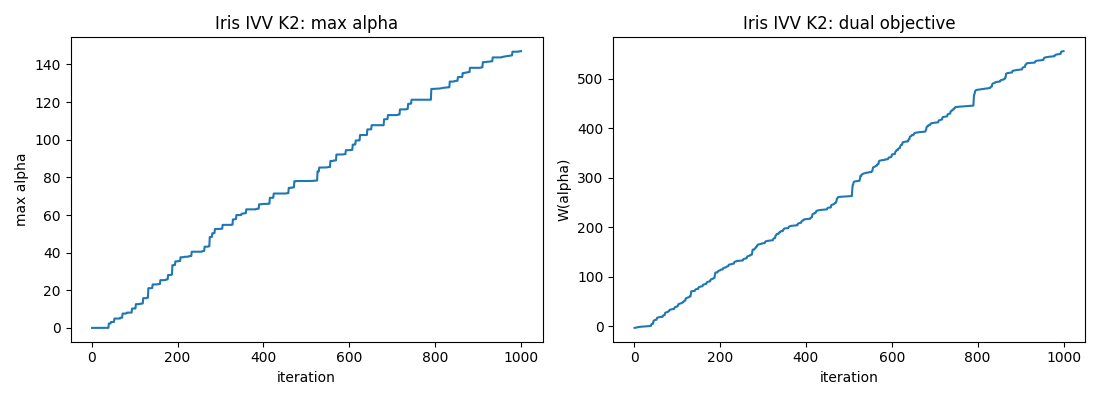 Iris IVV K2: max alpha
max alpha
140
120
100
80
60
40
20
0
0 200 400 600 800 1000
iteration
Iris IVV K2: dual objective
W(alpha)
500
400
300
200
100
0
0 200 400 600 800 1000
iteration